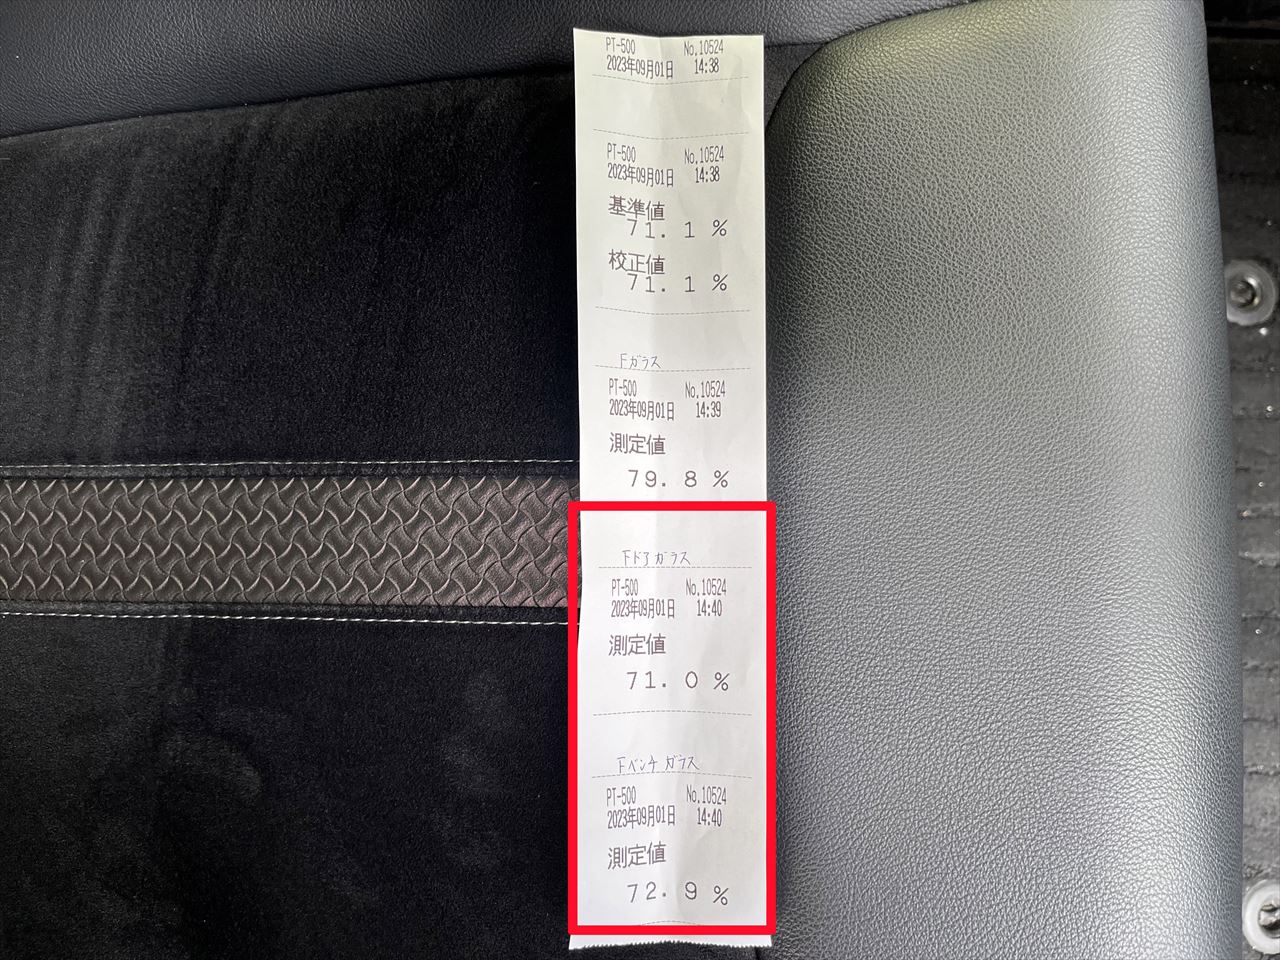 PT-500 No.10524
2023年09月01日 14:38
PT-500 No.10524
2023年09月01日 14:38
基準値
71.1 %
校正値
71.1 %
Fガラス
PT-500 No.10524
2023年09月01日 14:39
測定値
79.8 %
Fドアガラス
PT-500 No.10524
2023年09月01日 14:40
測定値
71.0 %
Fベンチガラス
PT-500 No.10524
2023年09月01日 14:40
測定値
72.9 %